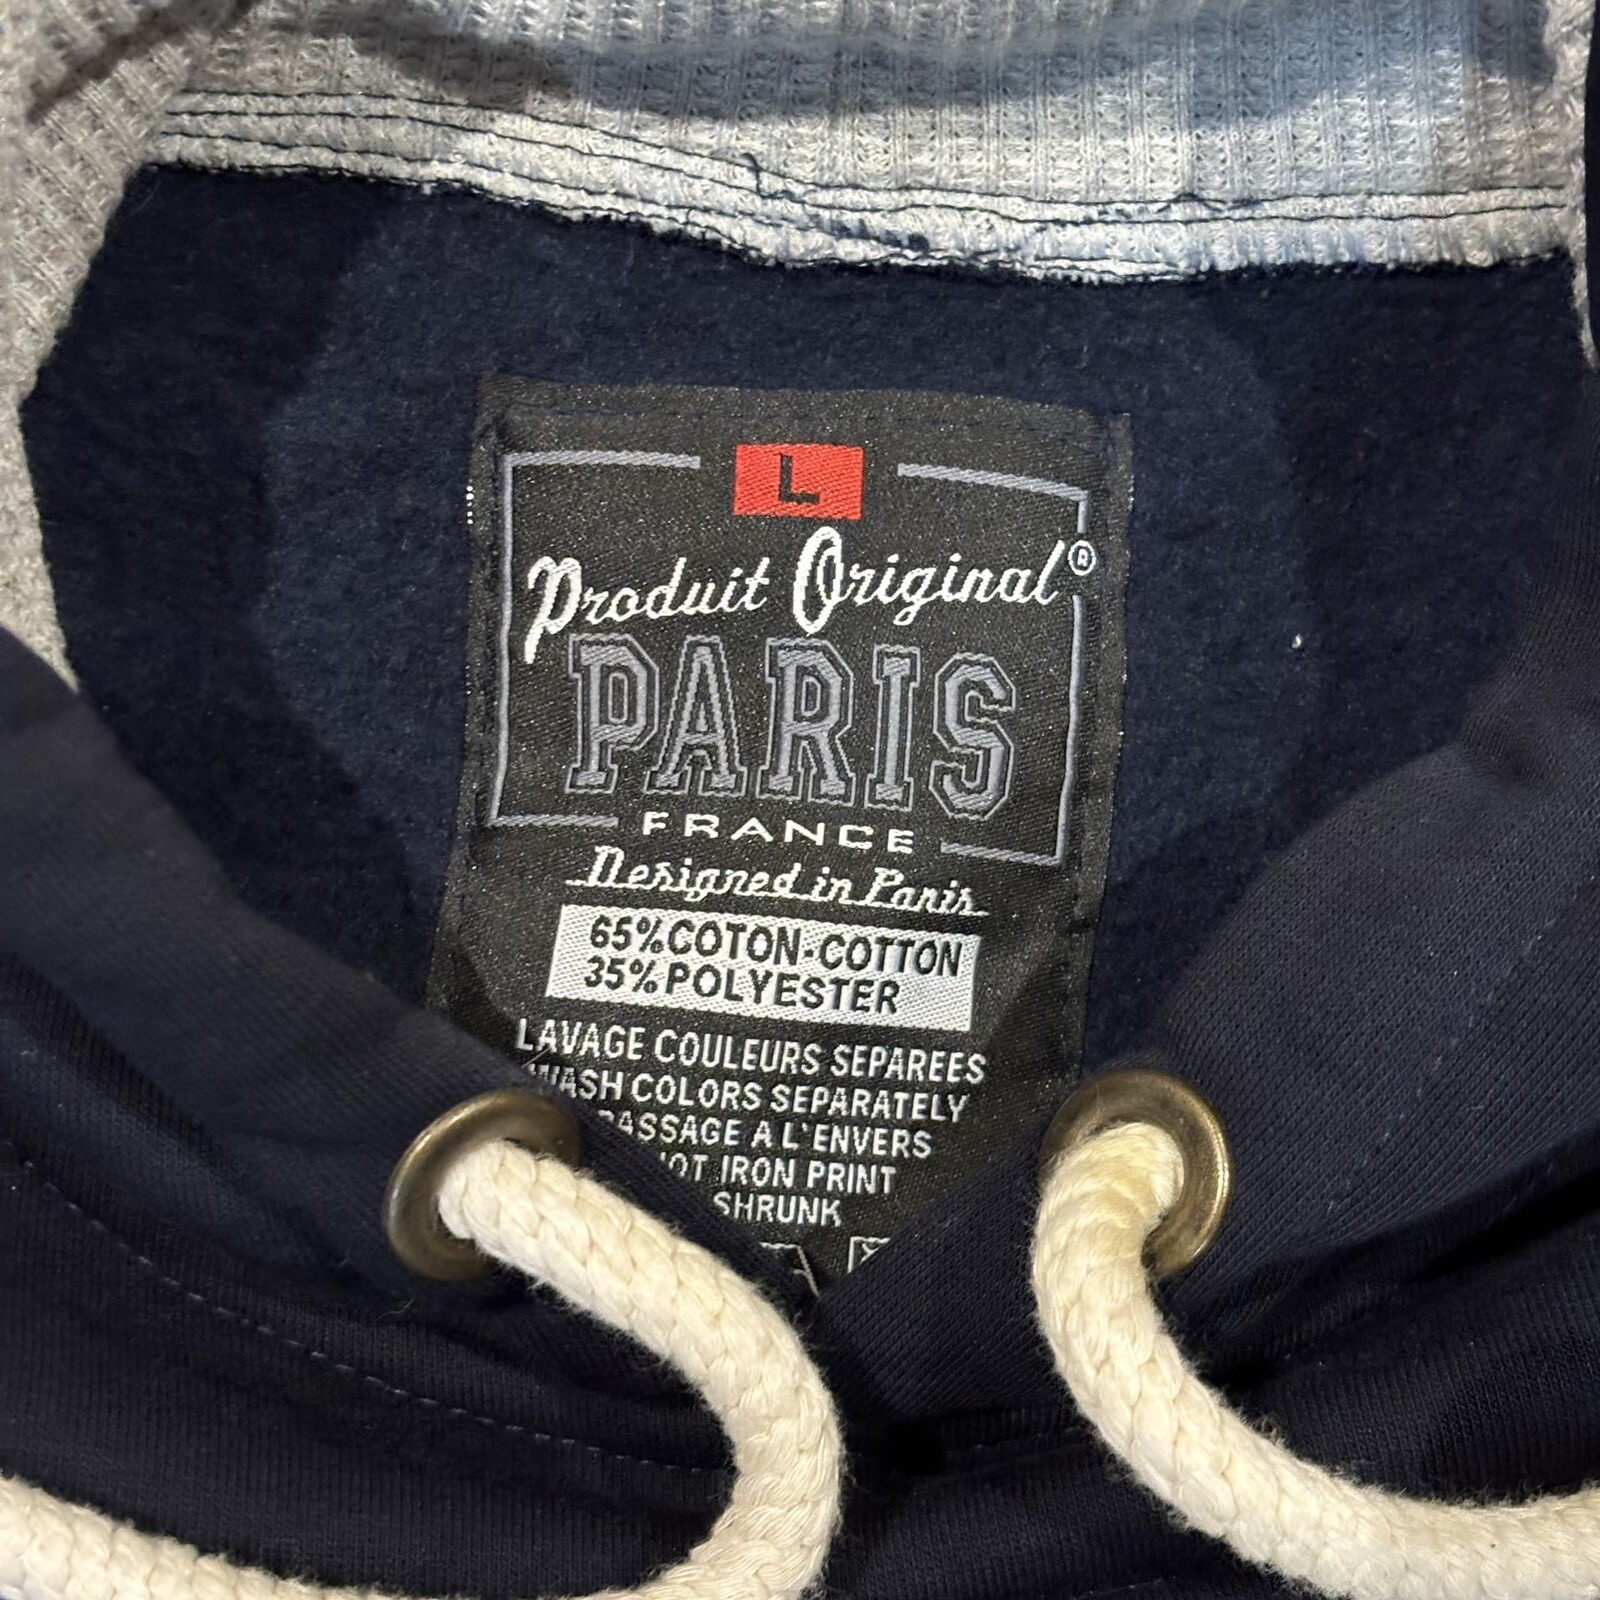 L
Produit Original®
PARIS
FRANCE
Designed in Paris
65%COTON-COTTON
35%POLYESTER
LAVAGE COULEURS SEPAREES
WASH COLORS SEPARATELY
A L'ENVERS
IRON PRINT
SHRUNK